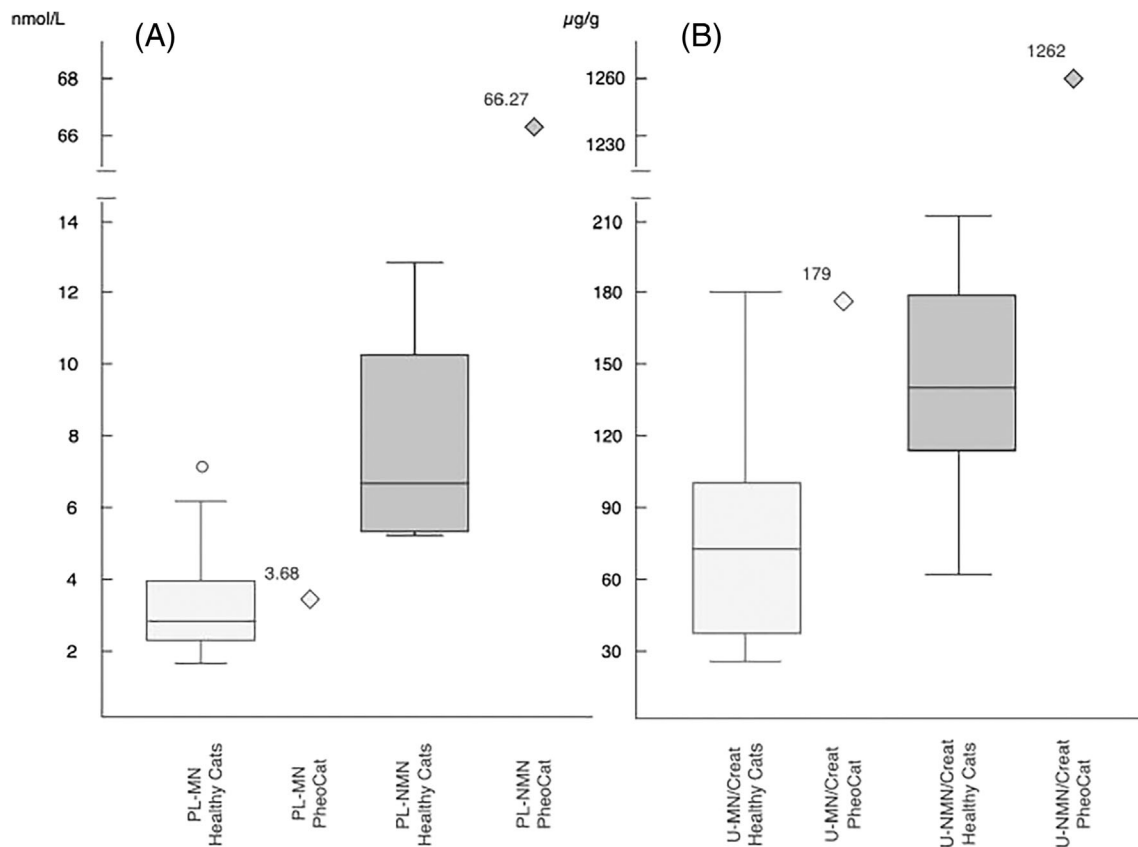 nmol/L
(A)
68
66.27
66
14
12
10
8
6
4
3.68
2
PL-MN
Healthy Cats
PL-MN
PheoCat
PL-NMN
Healthy Cats
PL-NMN
PheoCat
µg/g
(B)
1262
1260
1230
210
180
179
150
120
90
60
30
U-MN/Creat
Healthy Cats
U-MN/Creat
PheoCat
U-NMN/Creat
Healthy Cats
U-NMN/Creat
PheoCat